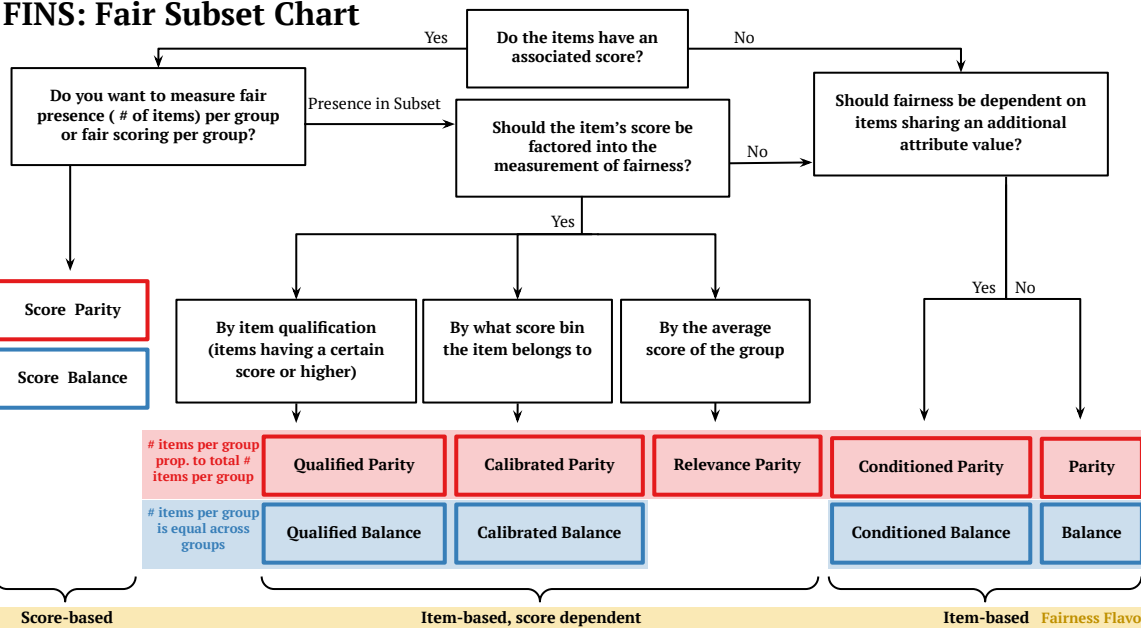 FINS: Fair Subset Chart
Do the items have an
associated score?
Yes
No
Do you want to measure fair
presence ( # of items) per group
or fair scoring per group?
Presence in Subset
Should the item's score be
factored into the
measurement of fairness?
No
Should fairness be dependent on
items sharing an additional
attribute value?
Yes
Yes
No
Score Parity
Score Balance
By item qualification
(items having a certain
score or higher)
By what score bin
the item belongs to
By the average
score of the group
# items per group
prop. to total #
items per group
Qualified Parity
Calibrated Parity
Relevance Parity
Conditioned Parity
Parity
# items per group
is equal across
groups
Qualified Balance
Calibrated Balance
Conditioned Balance
Balance
Score-based
Item-based, score dependent
Item-based
Fairness Flavo